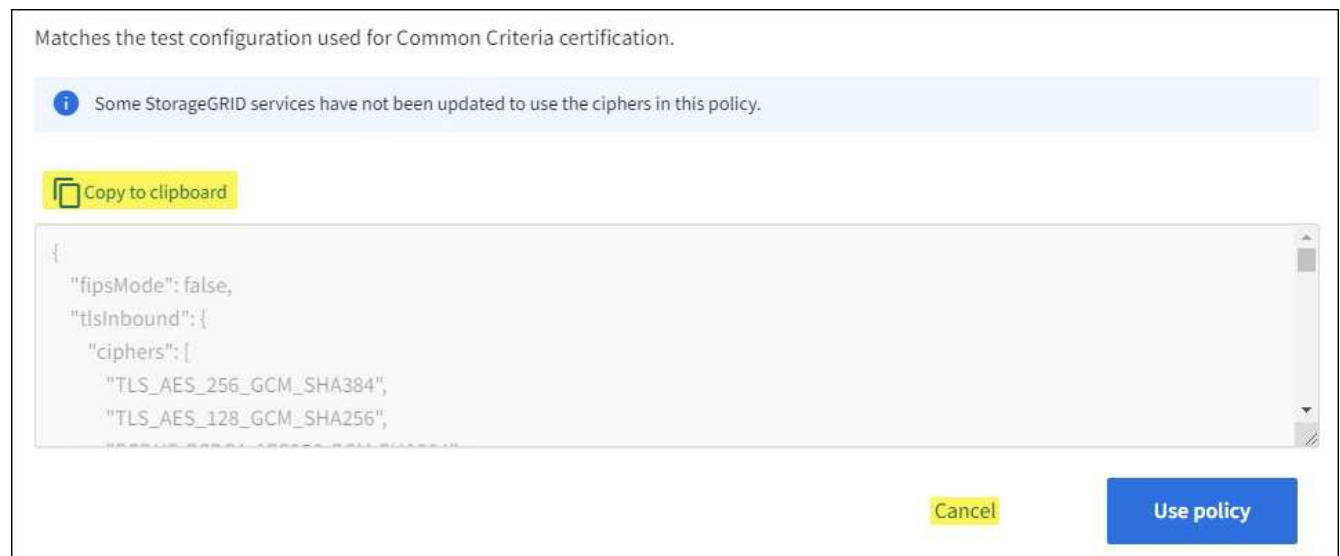 Matches the test configuration used for Common Criteria certification.
Some StorageGRID services have not been updated to use the ciphers in this policy.
Copy to clipboard
{
"fipsMode": false,
"tlsInbound": {
"ciphers": [
"TLS_AES_256_GCM_SHA384",
"TLS_AES_128_GCM_SHA256",
Cancel
Use policy